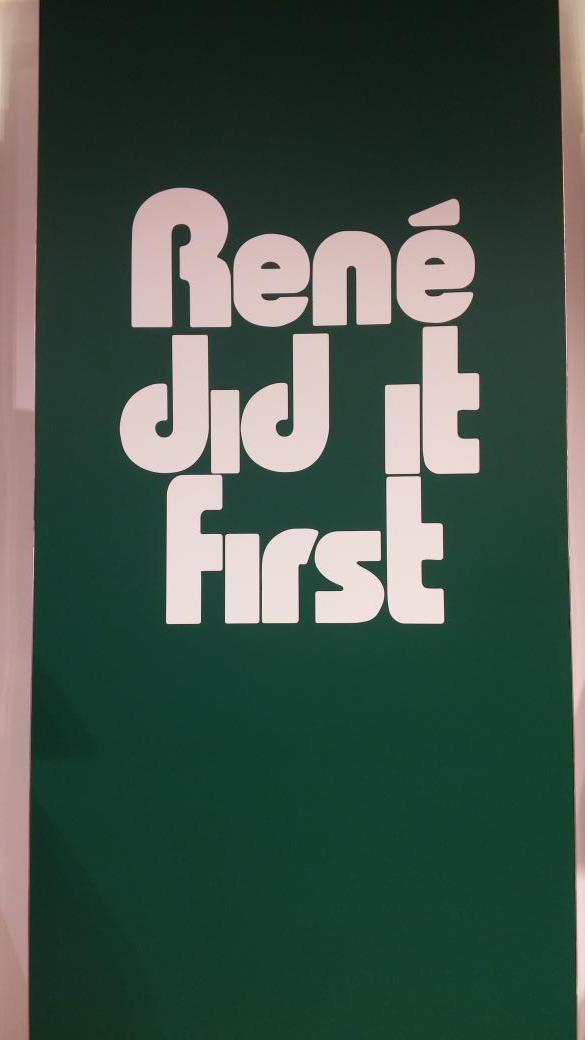 René
did it
first